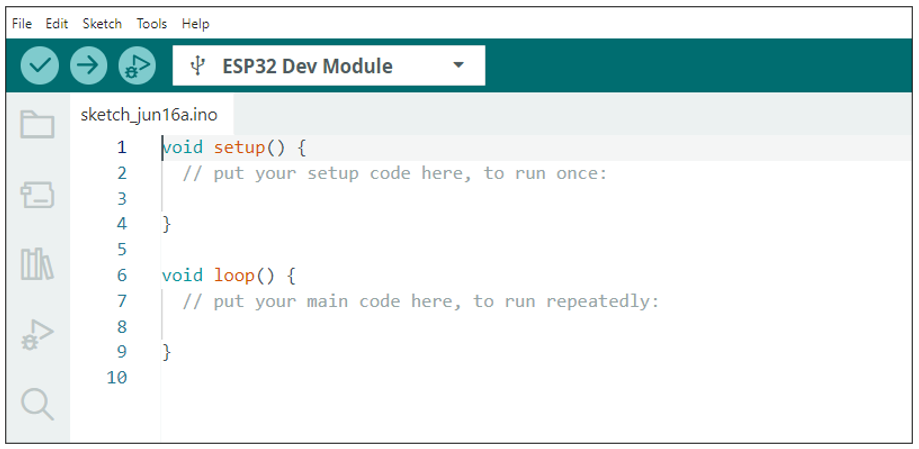 File Edit Sketch Tools Help
ESP32 Dev Module
sketch_jun16a.ino
1 void setup() {
2 // put your setup code here, to run once:
3
4 }
5
6 void loop() {
7 // put your main code here, to run repeatedly:
8
9 }
10